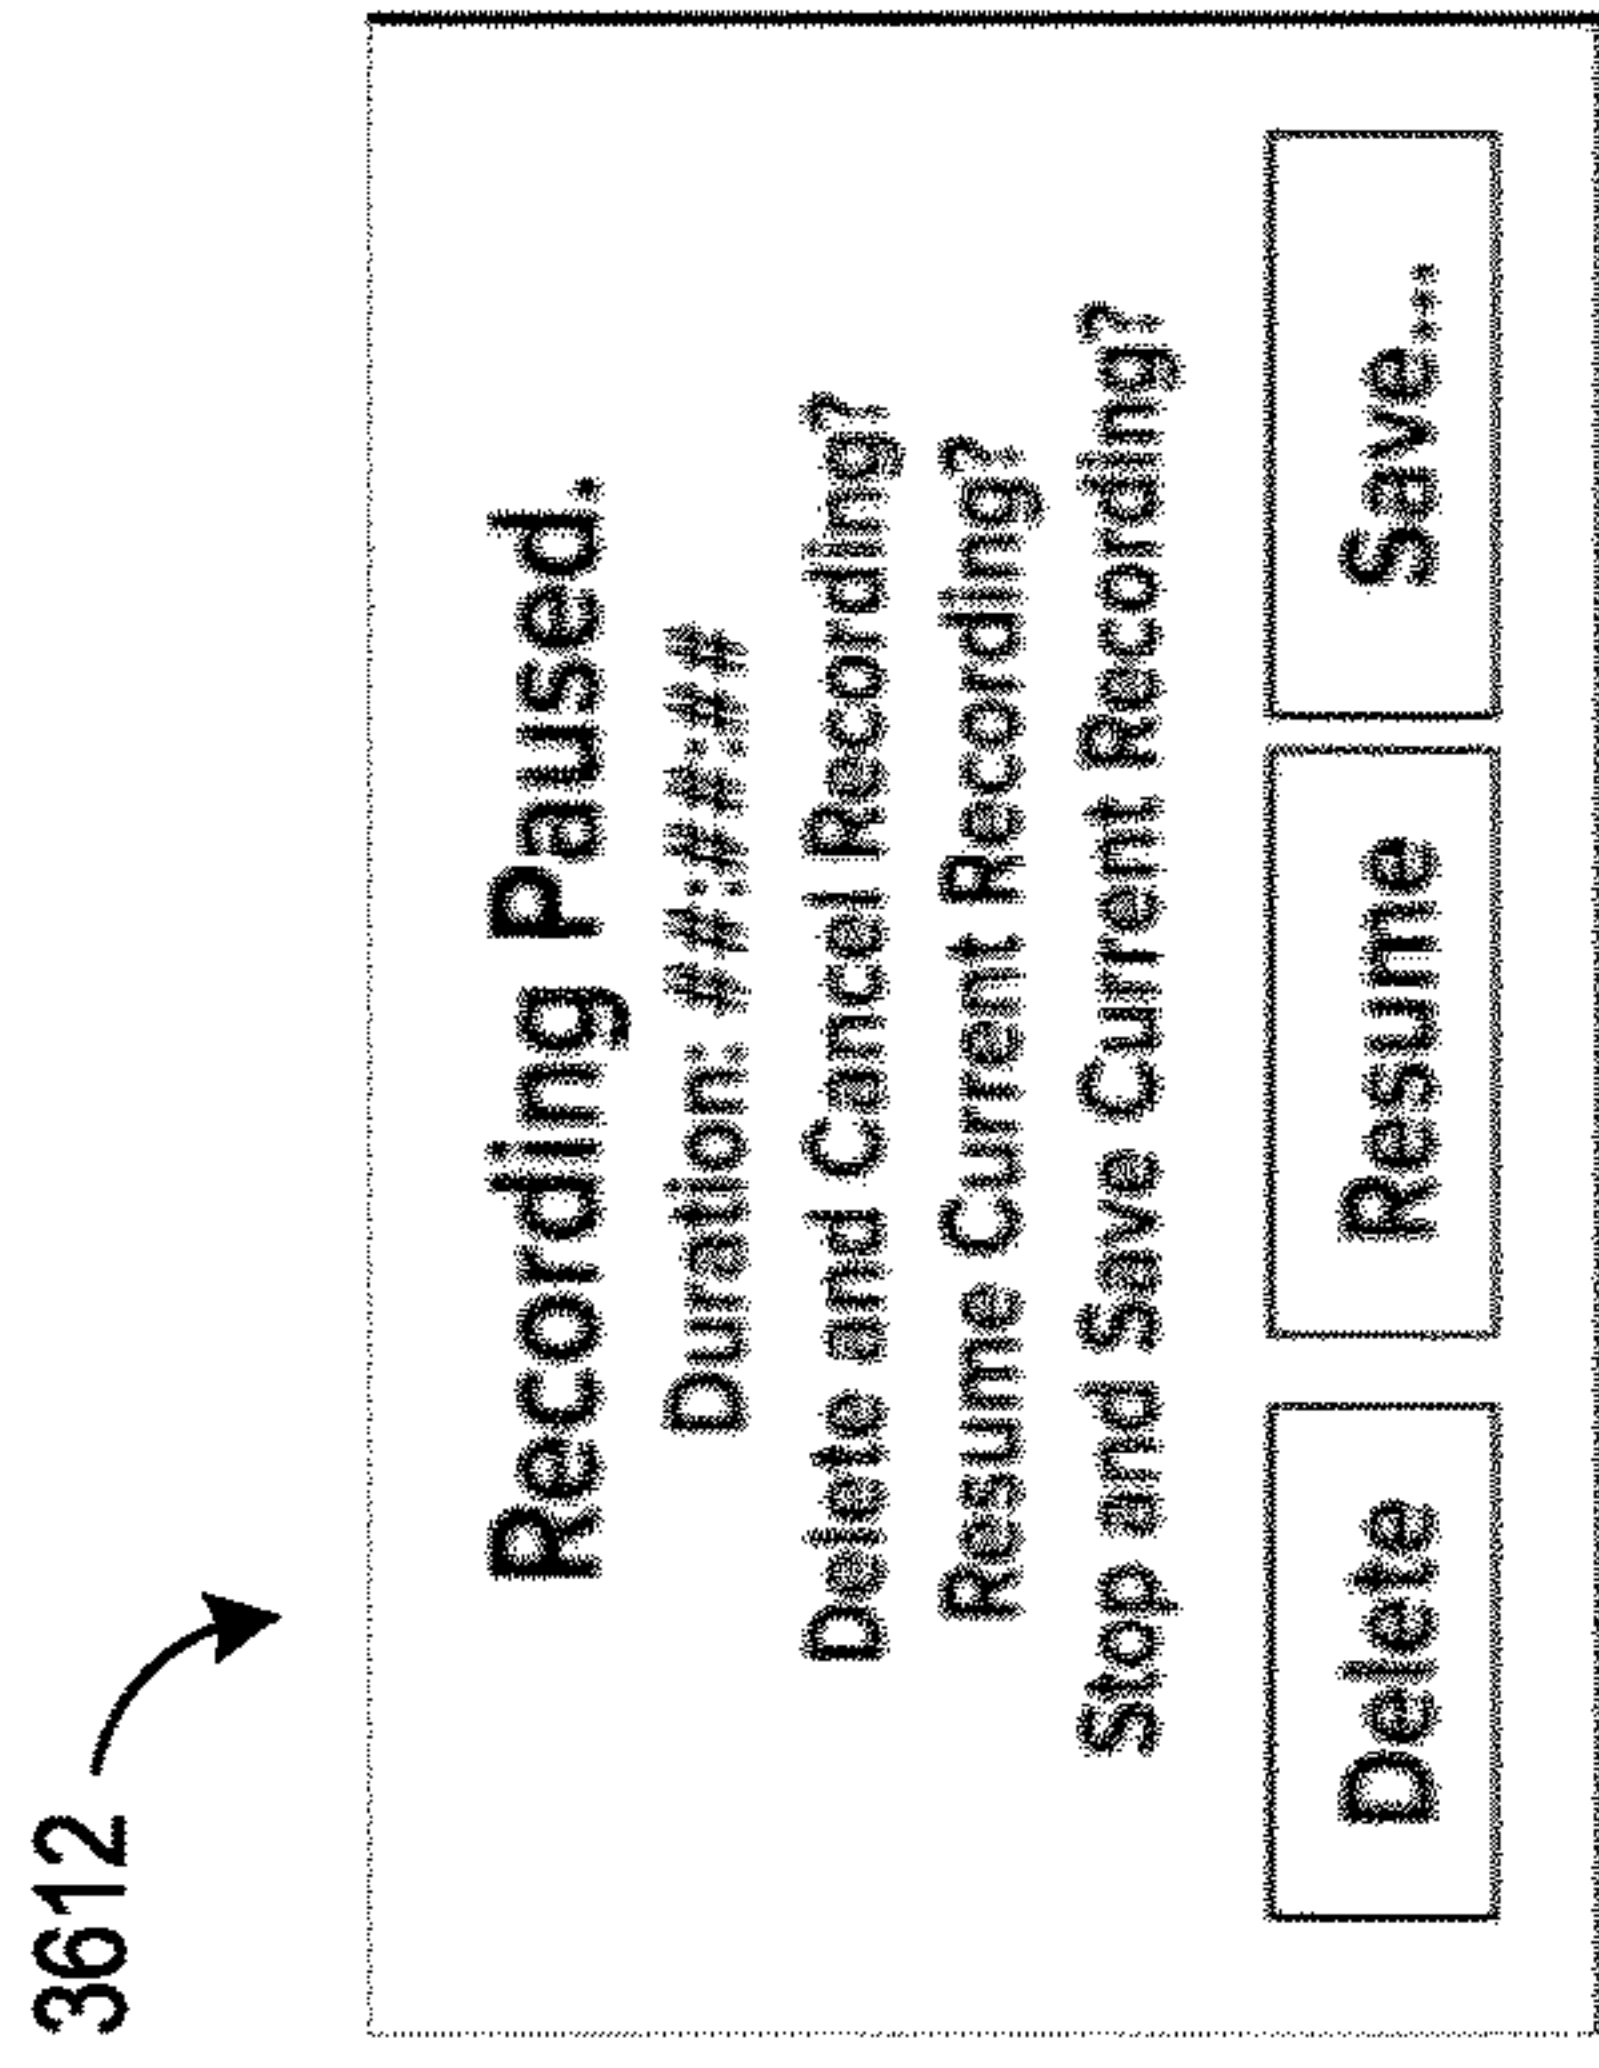 3612
Recording Paused.
Duration: ##:##:##
Delete and Cancel Recording?
Resume Current Recording?
Stop and Save Current Recording?
Delete Resume Save...